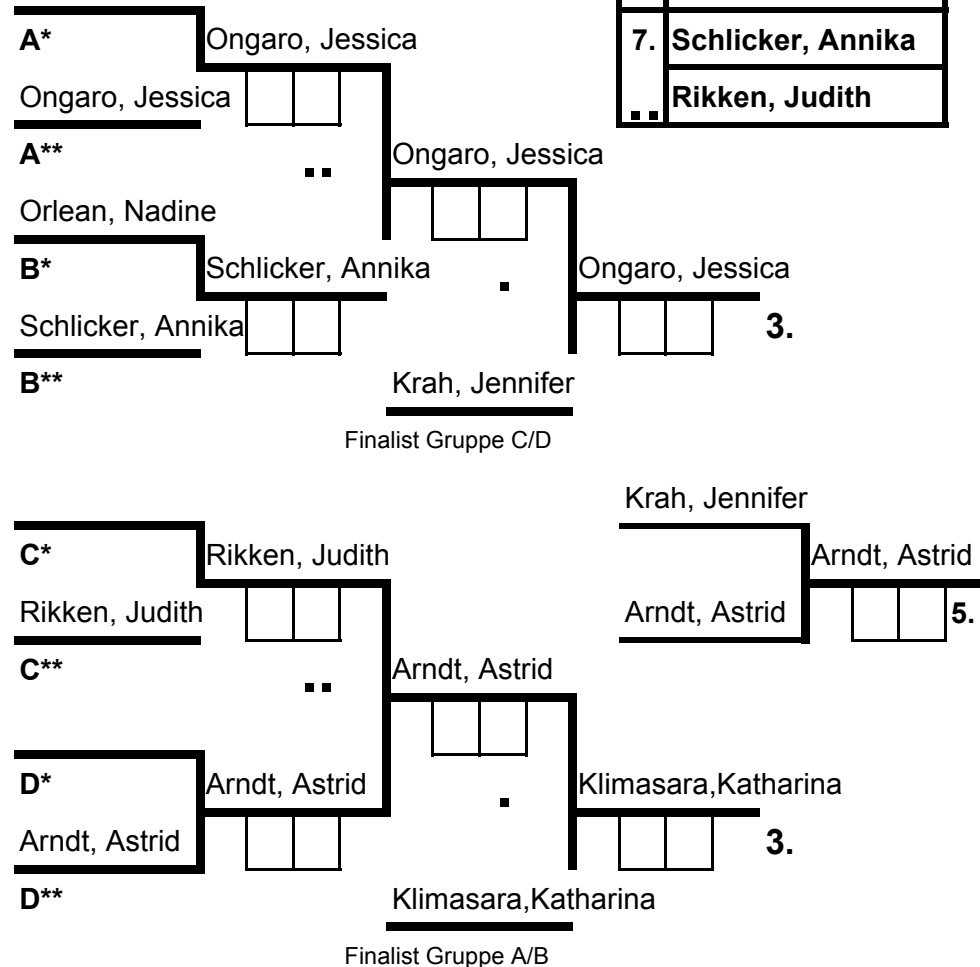 A*
Ongaro, Jessica
7. Schlicker, Annika
Ongaro, Jessica
Rikken, Judith
A**
Ongaro, Jessica
Orlean, Nadine
B*
Schlicker, Annika
Ongaro, Jessica
Schlicker, Annika
3.
B**
Krah, Jennifer
Finalist Gruppe C/D
Krah, Jennifer
C*
Rikken, Judith
Arndt, Astrid
Rikken, Judith
Arndt, Astrid
5.
C**
Arndt, Astrid
D*
Arndt, Astrid
Klimasara,Katharina
Arndt, Astrid
3.
D**
Klimasara,Katharina
Finalist Gruppe A/B